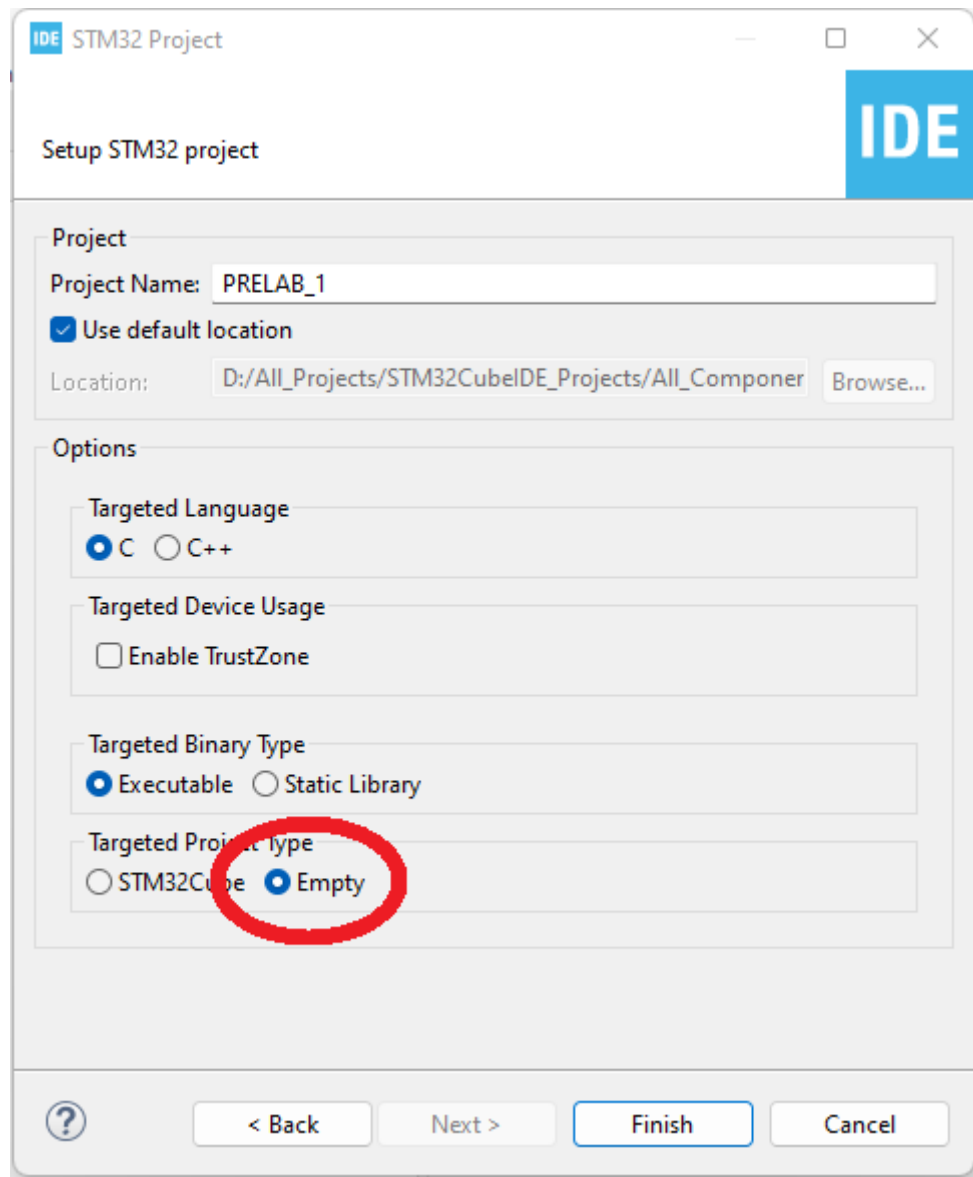 IDE STM32 Project
Setup STM32 project
IDE
Project
Project Name: PRELAB_1
Use default location
Location: D:/All_Projects/STM32CubeIDE_Projects/All_Componer Browse...
Options
Targeted Language
C C++
Targeted Device Usage
Enable TrustZone
Targeted Binary Type
Executable Static Library
Targeted Project Type
STM32Cube Empty
? < Back Next > Finish Cancel